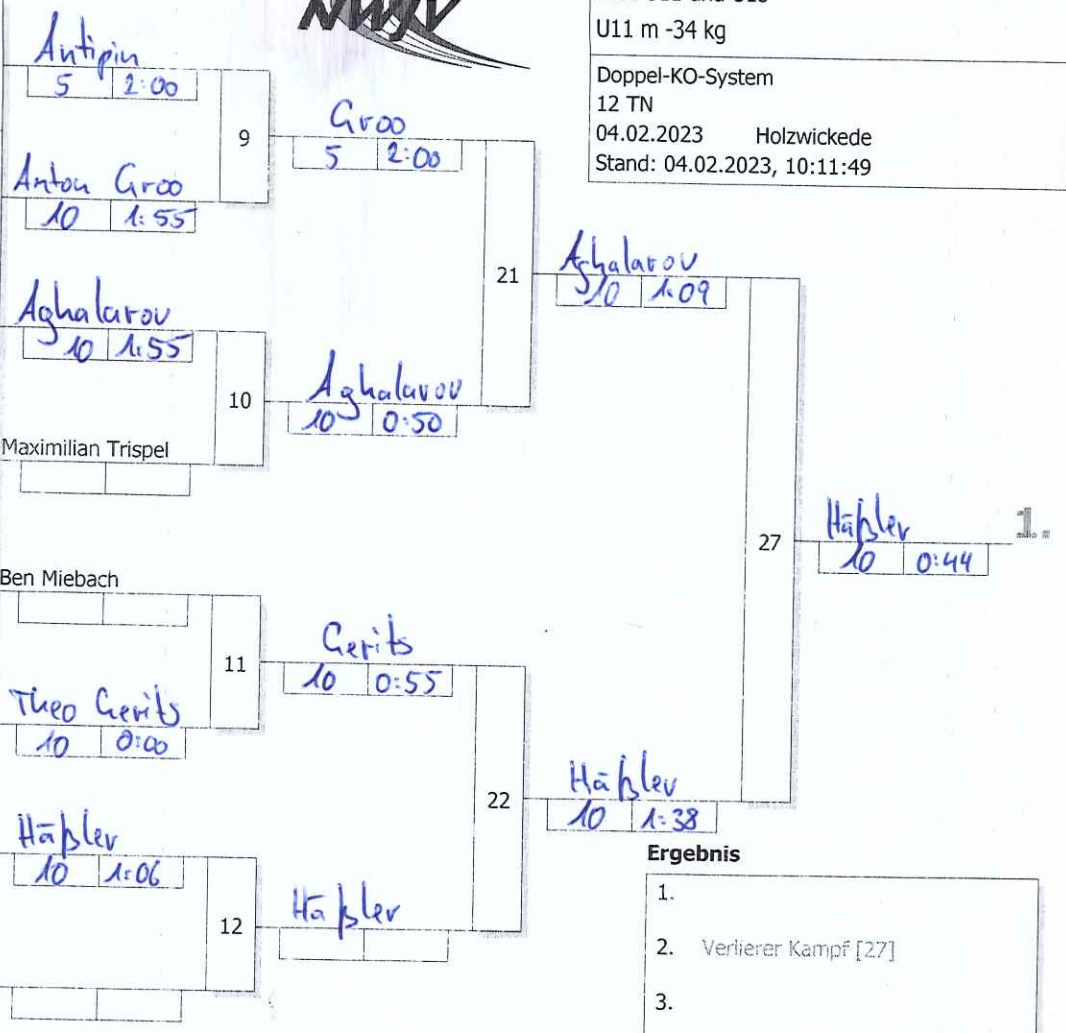 NWJV
U11 m -34 kg
Doppel-KO-System
12 TN
04.02.2023 Holzwickede
Stand: 04.02.2023, 10:11:49
Antipin
5 2:00
9
Groo
5 2:00
Anton Groo
10 1:55
21
Aghalarov
10 1:09
Aghalarov
10 1:55
10
Aghalarov
10 0:50
Maximilian Trispel
27
Häßler
10 0:44
1.
Ben Miebach
11
Gerits
10 0:55
Theo Gerits
10 0:00
22
Häßler
10 1:38
Häßler
10 1:06
12
Häßler
Ergebnis
1.
2. Verlierer Kampf [27]
3.